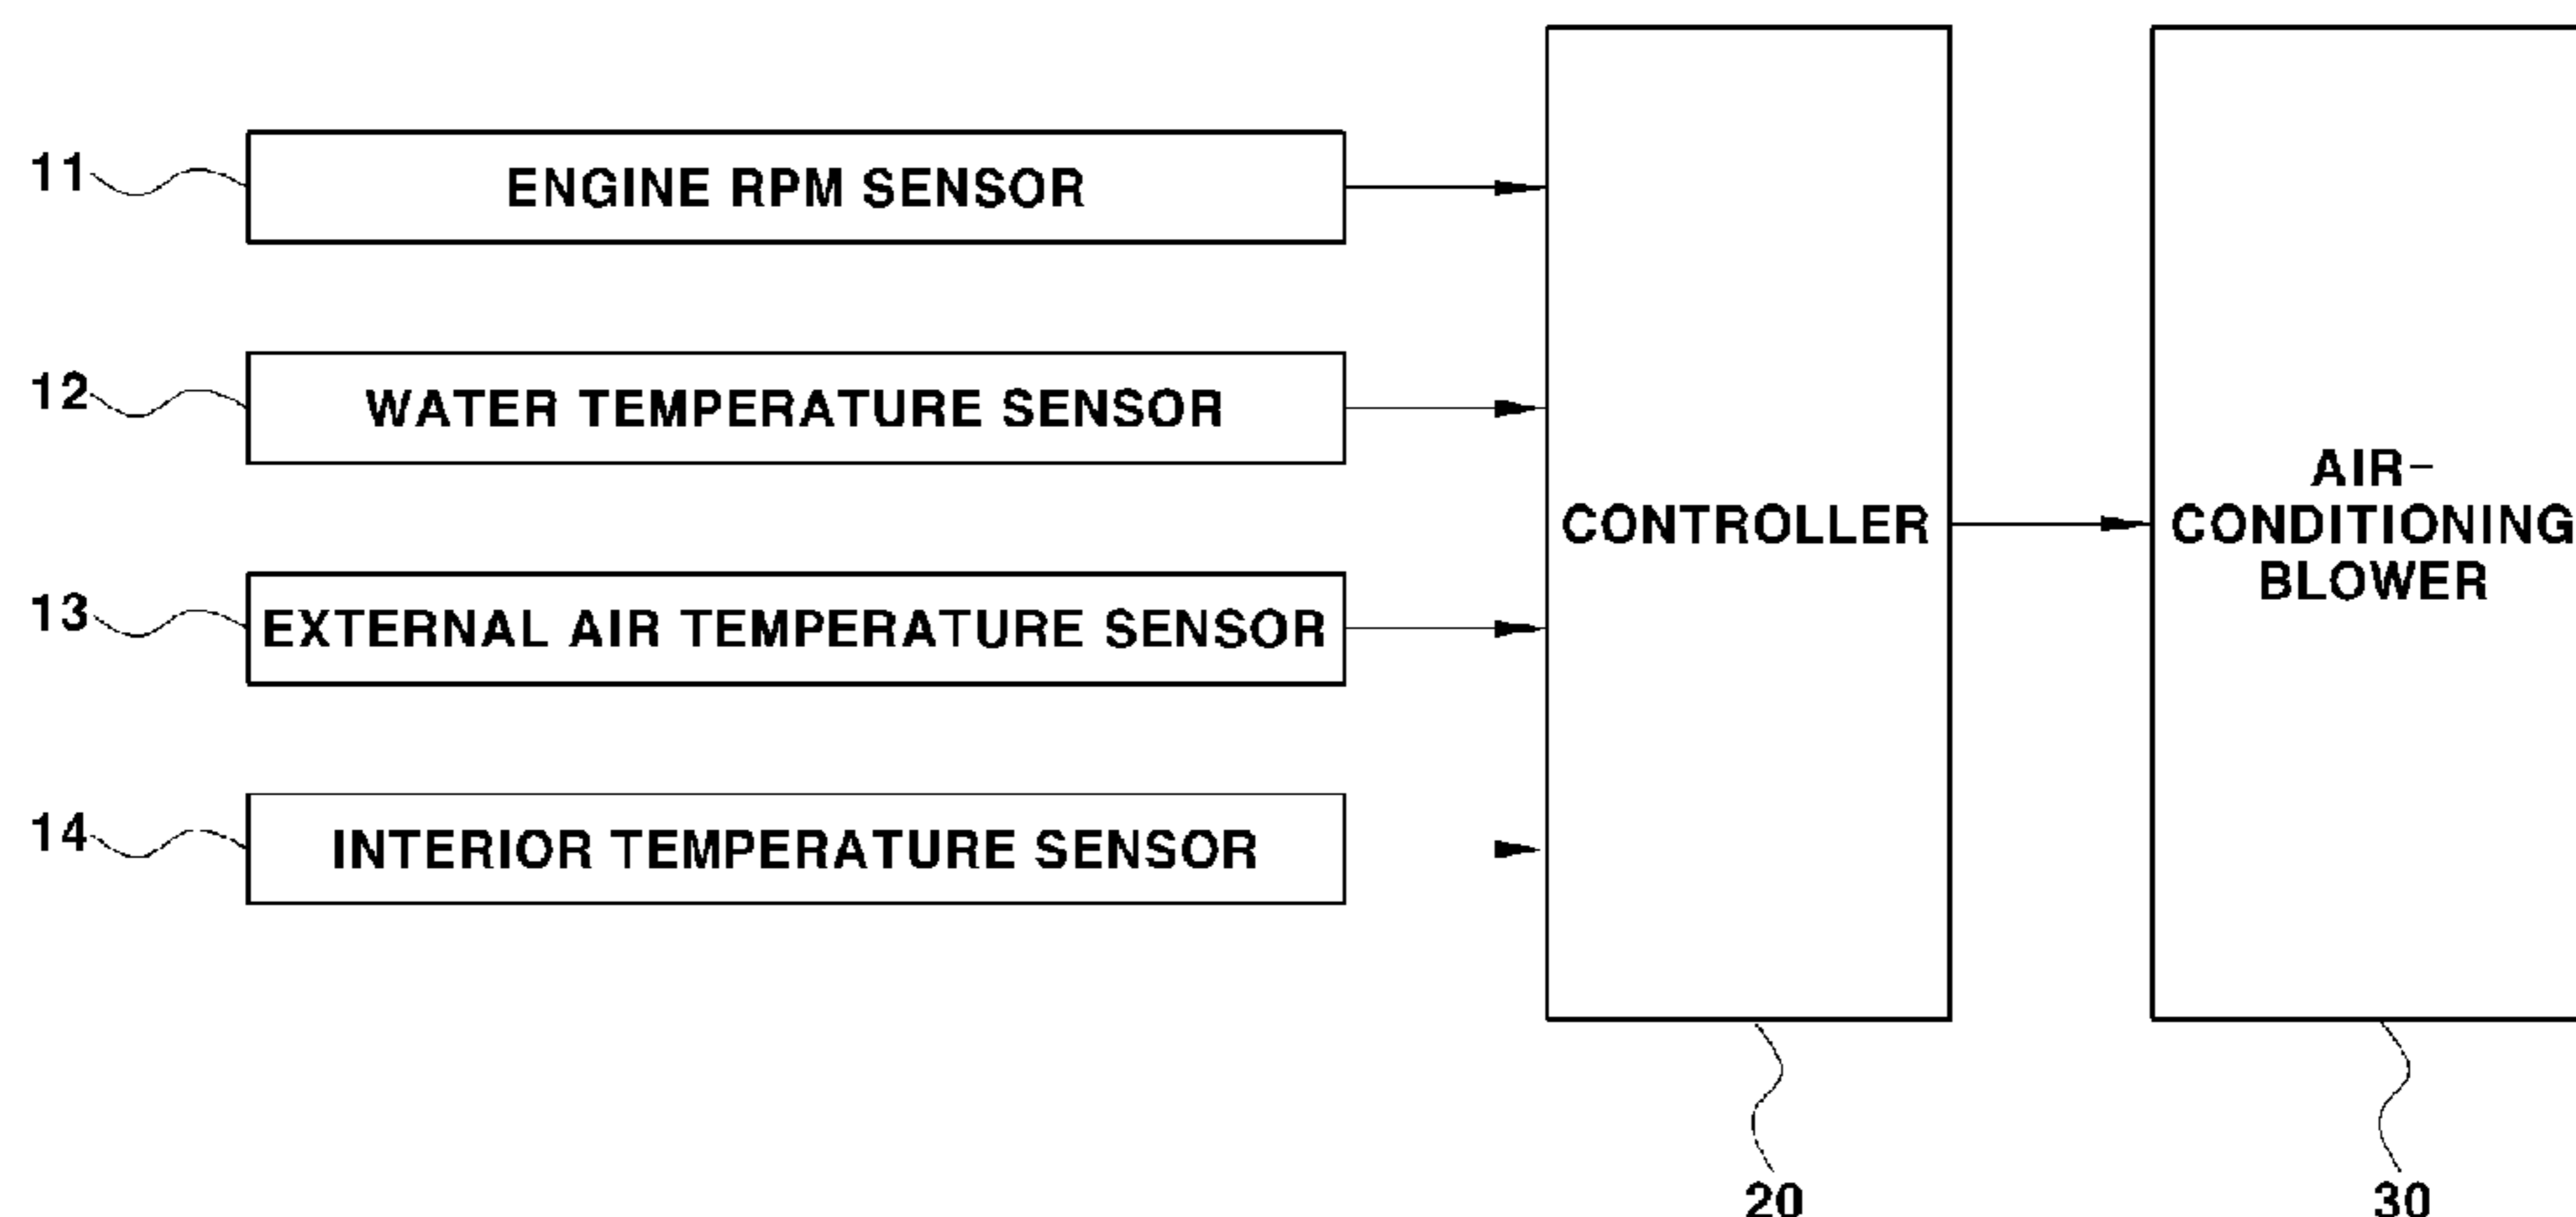 11 ENGINE RPM SENSOR
12 WATER TEMPERATURE SENSOR
13 EXTERNAL AIR TEMPERATURE SENSOR
14 INTERIOR TEMPERATURE SENSOR
CONTROLLER
AIR-
CONDITIONING
BLOWER
20
30